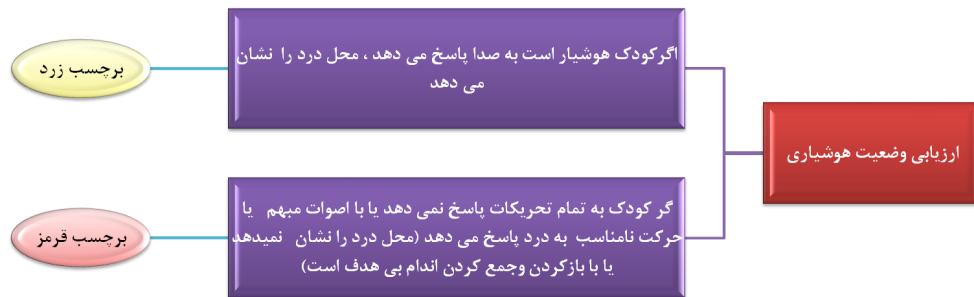 ارزیابی وضعیت هوشیاری
اگرکودک هوشیار است به صدا پاسخ می دهد ، محل درد را نشان
می دهد
برچسب زرد
گر کودک به تمام تحریکات پاسخ نمی دهد یا با اصوات مبهم یا
حرکت نامناسب به درد پاسخ می دهد (محل درد را نشان نمیدهد
یا با بازکردن وجمع کردن اندام بی هدف است)
برچسب قرمز